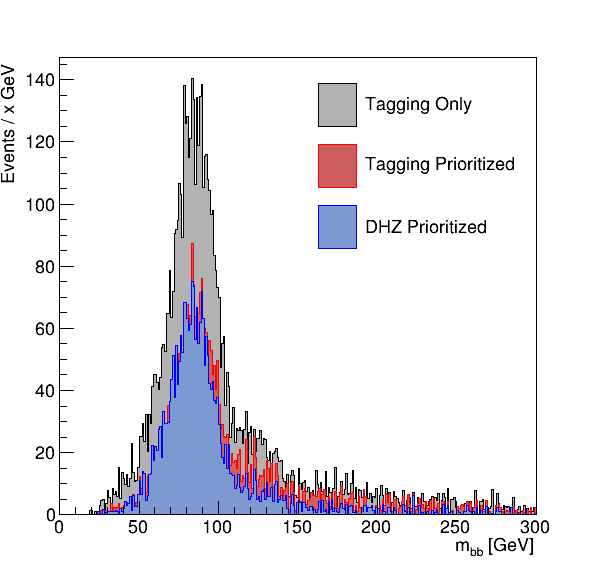 Events / x GeV
140
120
100
80
60
40
20
0
Tagging Only
Tagging Prioritized
DHZ Prioritized
0 50 100 150 200 250 300
m_bb [GeV]